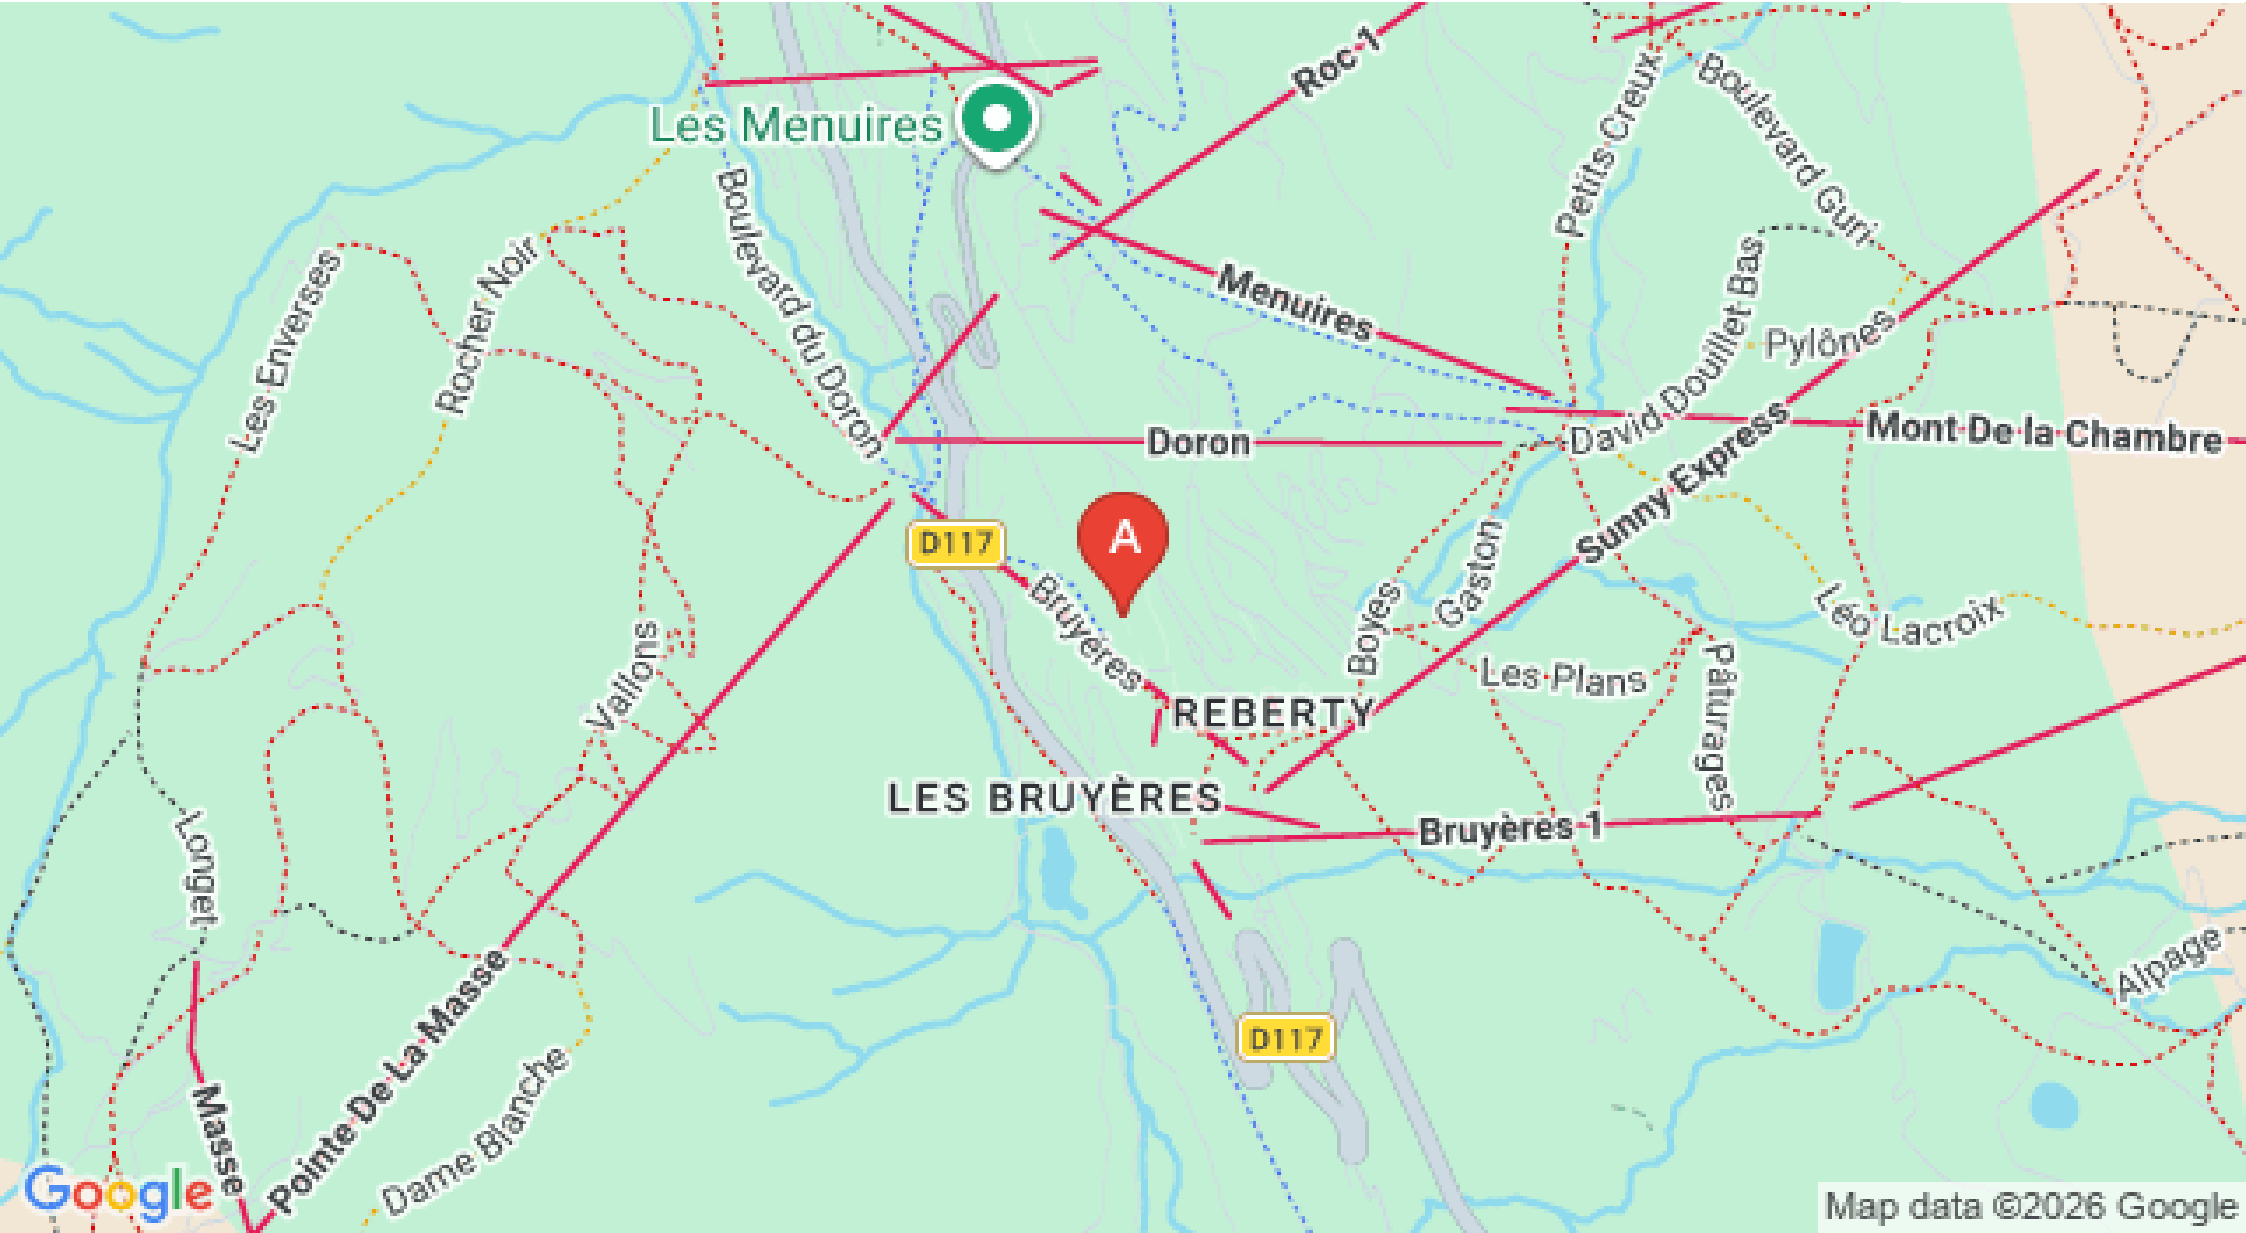 Roc 1
Petits Creux
Boulevard Guri
Les Menuires
Boulevard du Doron
Les Enverses
Rocher Noir
Menuires
David Douillet Bas
Pylônes
Doron
Mont De la Chambre
Sunny Express
A
D117
Bruyères
Gaston
Boyes
Léo Lacroix
Les Plans
Pâturages
Vallons
REBERTY
LES BRUYÈRES
Bruyères 1
Longet
Alpage
Pointe De La Masse
D117
Masse
Dame Blanche
Google
Map data ©2026 Google